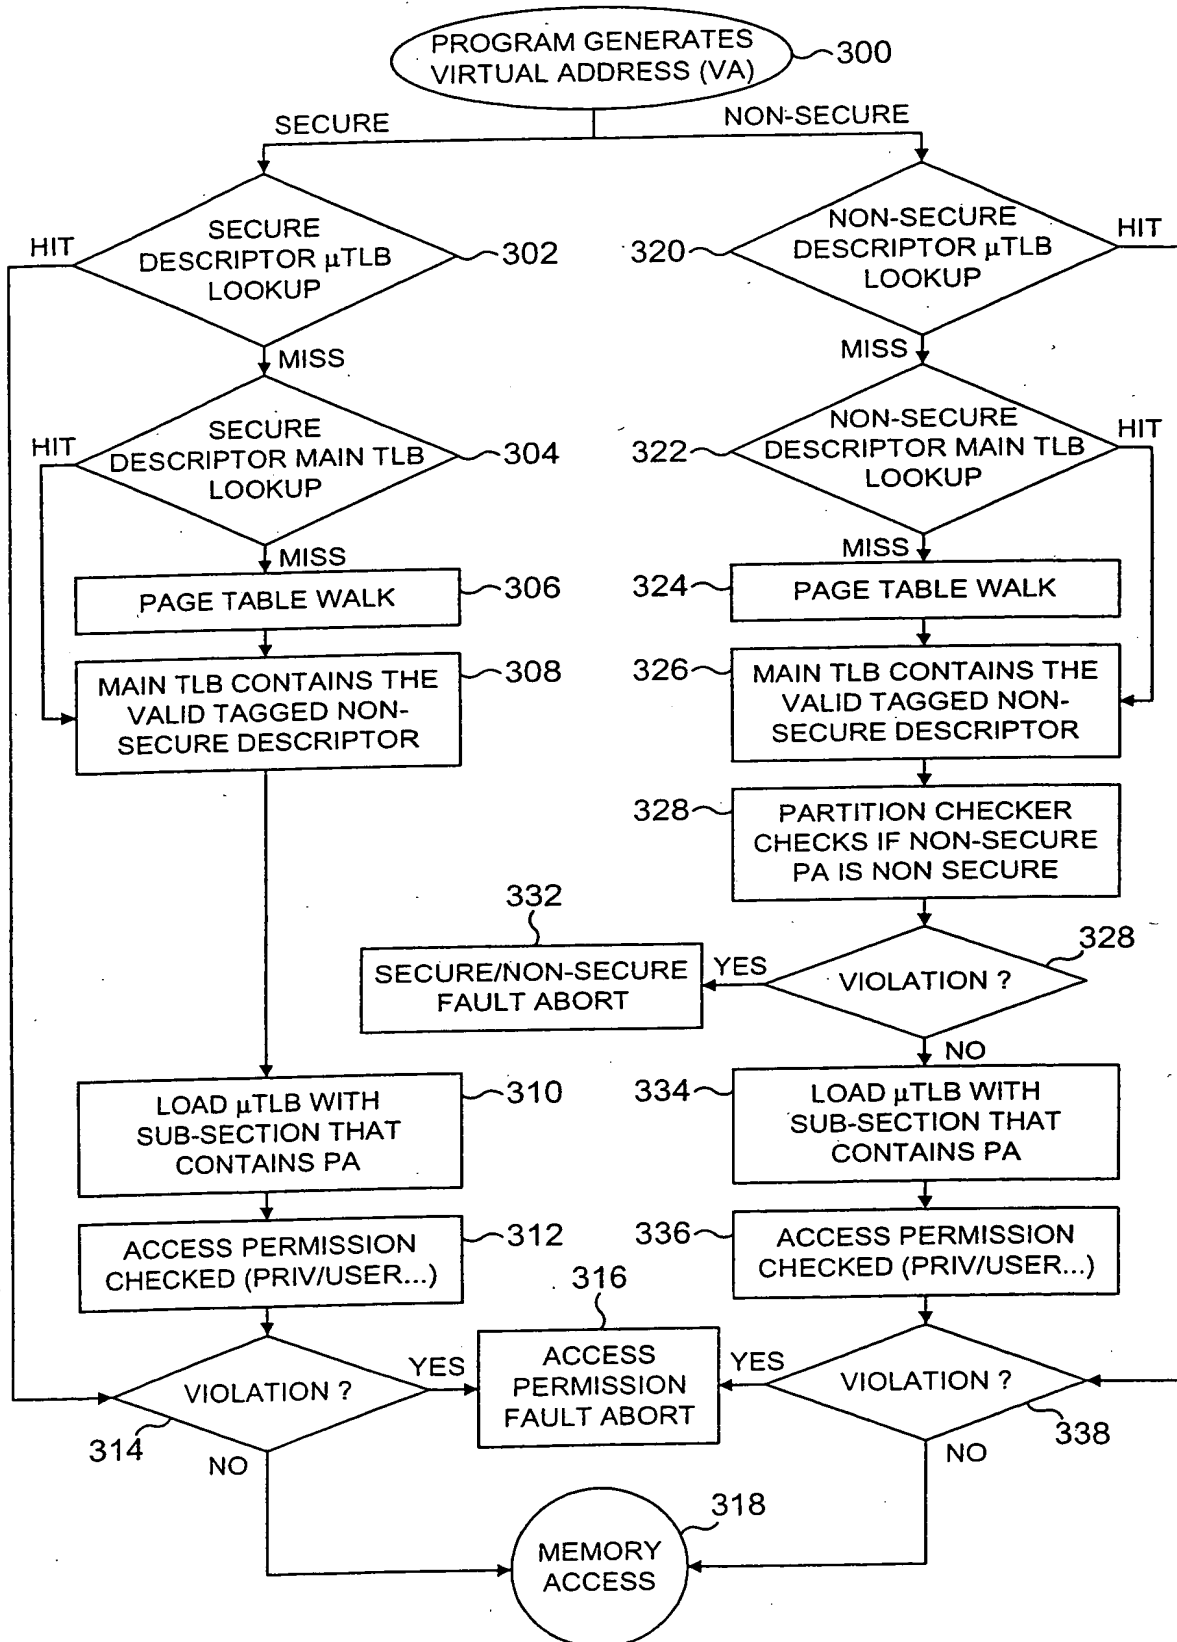 PROGRAM GENERATES
VIRTUAL ADDRESS (VA)
300
SECURE
NON-SECURE
HIT
SECURE
DESCRIPTOR µTLB
LOOKUP
302
320
NON-SECURE
DESCRIPTOR µTLB
LOOKUP
HIT
MISS
MISS
HIT
SECURE
DESCRIPTOR MAIN TLB
LOOKUP
304
322
NON-SECURE
DESCRIPTOR MAIN TLB
LOOKUP
HIT
MISS
MISS
PAGE TABLE WALK
306
324
PAGE TABLE WALK
MAIN TLB CONTAINS THE
VALID TAGGED NON-
SECURE DESCRIPTOR
308
326
MAIN TLB CONTAINS THE
VALID TAGGED NON-
SECURE DESCRIPTOR
328
PARTITION CHECKER
CHECKS IF NON-SECURE
PA IS NON SECURE
332
SECURE/NON-SECURE
FAULT ABORT
YES
VIOLATION ?
328
NO
LOAD µTLB WITH
SUB-SECTION THAT
CONTAINS PA
310
334
LOAD µTLB WITH
SUB-SECTION THAT
CONTAINS PA
ACCESS PERMISSION
CHECKED (PRIV/USER...)
312
336
ACCESS PERMISSION
CHECKED (PRIV/USER...)
316
VIOLATION ?
YES
ACCESS
PERMISSION
FAULT ABORT
YES
VIOLATION ?
314
NO
NO
338
318
MEMORY
ACCESS